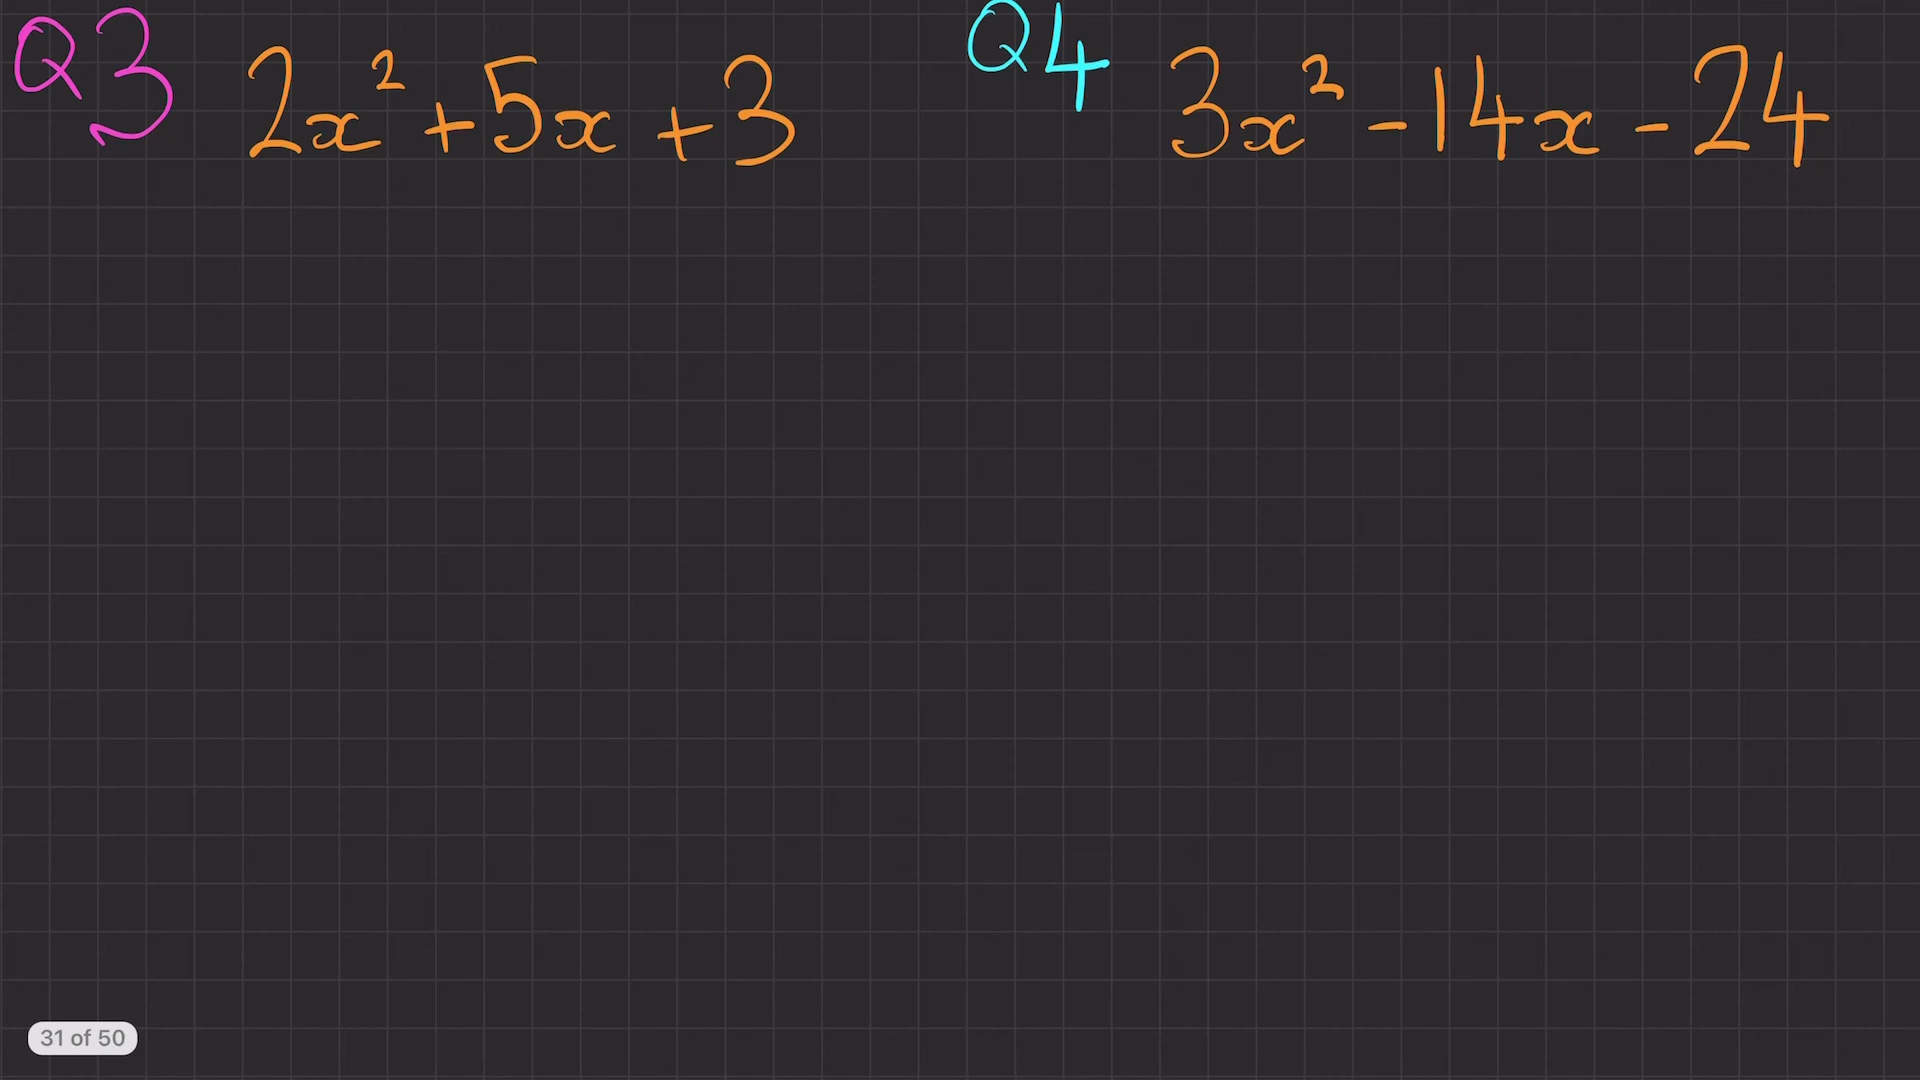 Q3 2x² + 5x + 3
Q4 3x² - 14x - 24
31 of 50